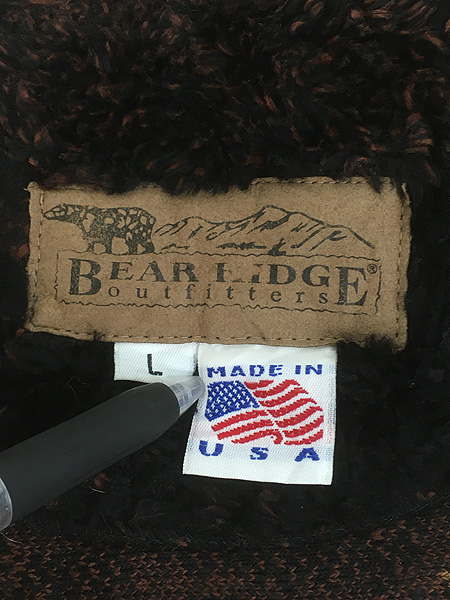 BEAR RIDGE®
outfitters
L
MADE IN
USA